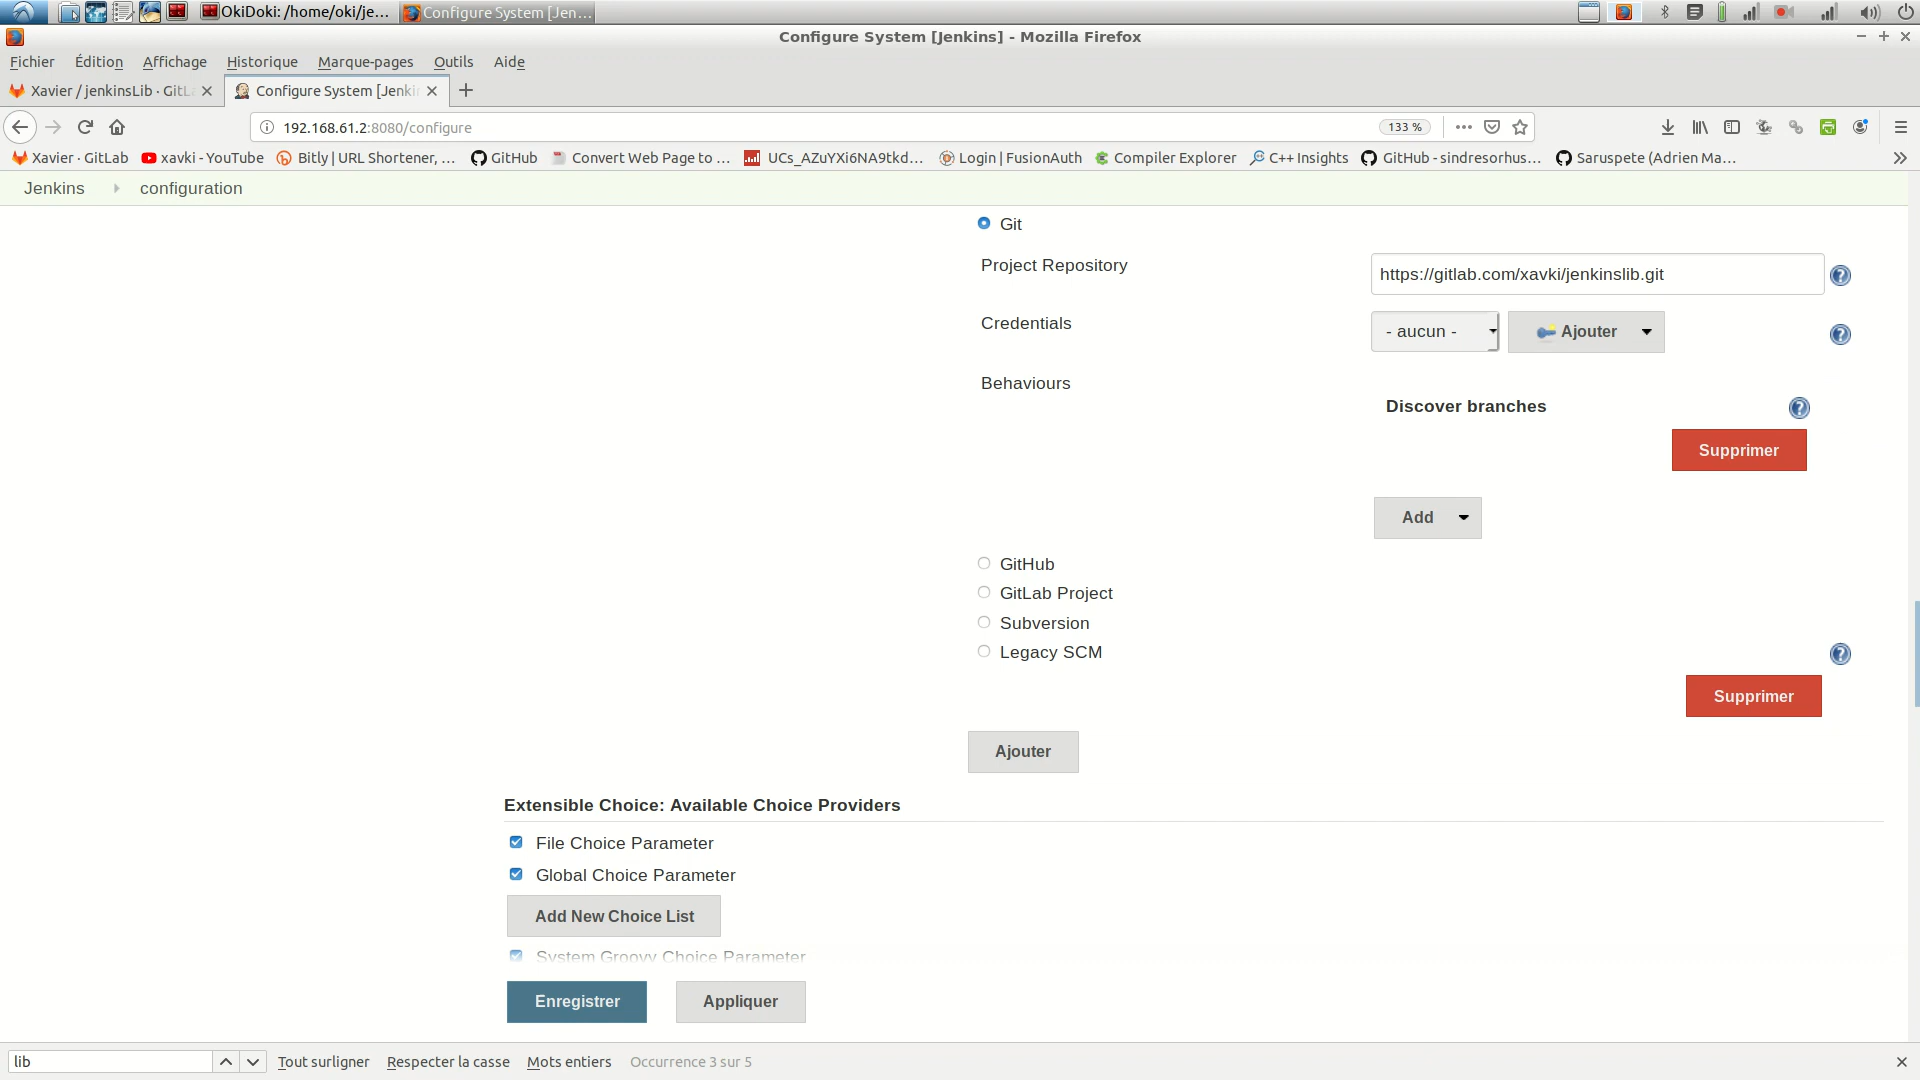 OkiDoki: /home/oki/je...
Configure System [Jen...
Configure System [Jenkins] - Mozilla Firefox
Fichier Édition Affichage Historique Marque-pages Outils Aide
Xavier / jenkinsLib · GitLa
Configure System [Jenki
192.168.61.2:8080/configure
133 %
Xavier · GitLab
xavki - YouTube
Bitly | URL Shortener, ...
GitHub
Convert Web Page to ...
UCs_AZuYXi6NA9tkd...
Login | FusionAuth
Compiler Explorer
C++ Insights
GitHub - sindresorhus...
Saruspete (Adrien Ma...
Jenkins configuration
Git
Project Repository
https://gitlab.com/xavki/jenkinslib.git
Credentials
- aucun -
Ajouter
Behaviours
Discover branches
Supprimer
Add
GitHub
GitLab Project
Subversion
Legacy SCM
Supprimer
Ajouter
Extensible Choice: Available Choice Providers
File Choice Parameter
Global Choice Parameter
Add New Choice List
System Groovy Choice Parameter
Enregistrer
Appliquer
lib
Tout surligner
Respecter la casse
Mots entiers
Occurrence 3 sur 5